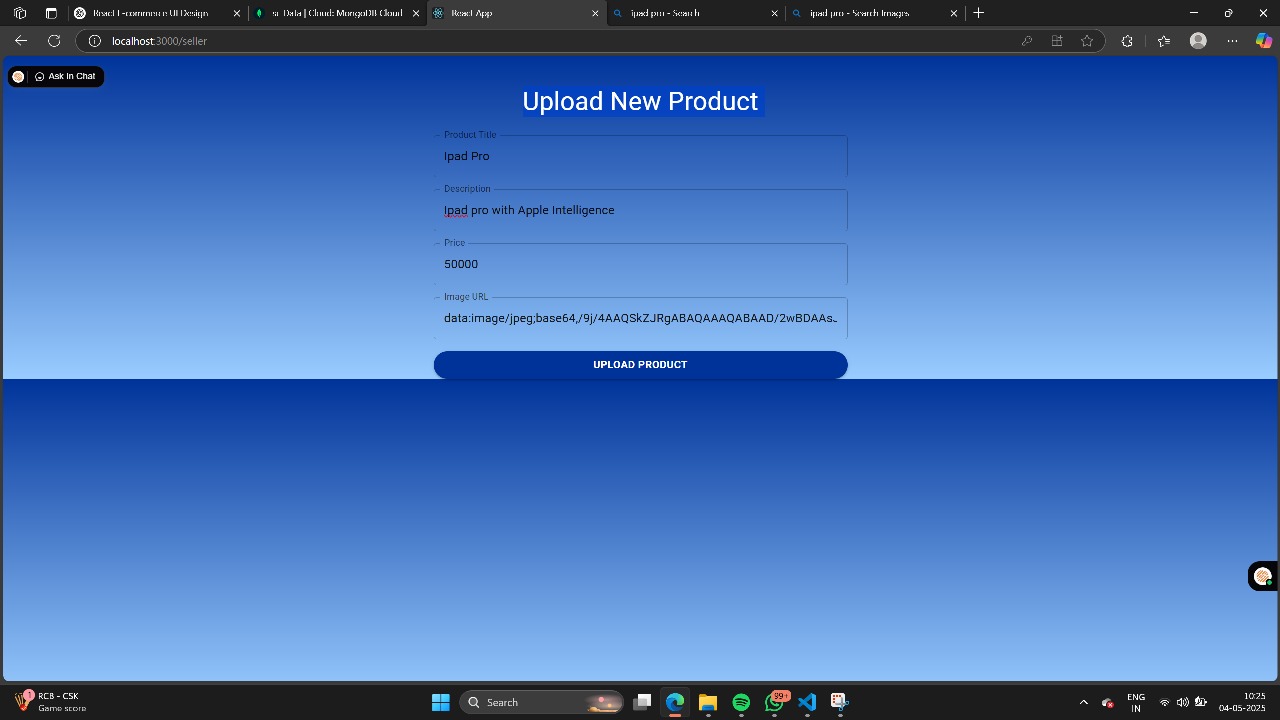 React E-commerce UI Design
sr Data | Cloud: MongoDB Cloud
React App
ipad pro - Search
ipad pro - Search Images
localhost:3000/seller
Ask In Chat
Upload New Product
Product Title
Ipad Pro
Description
Ipad pro with Apple Intelligence
Price
50000
Image URL
data:image/jpeg;base64,/9j/4AAQSkZJRgABAQAAAQABAAD/2wBDAAs
UPLOAD PRODUCT
1
RCB - CSK
Game score
Search
99+
ENG
IN
10:25
04-05-2025